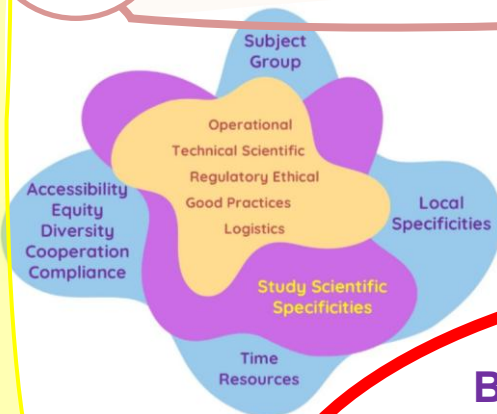 Subject
Group
Operational
Technical Scientific
Regulatory Ethical
Good Practices
Logistics
Accessibility
Equity
Diversity
Cooperation
Compliance
Local
Specificities
Study Scientific
Specificities
Time
Resources
B